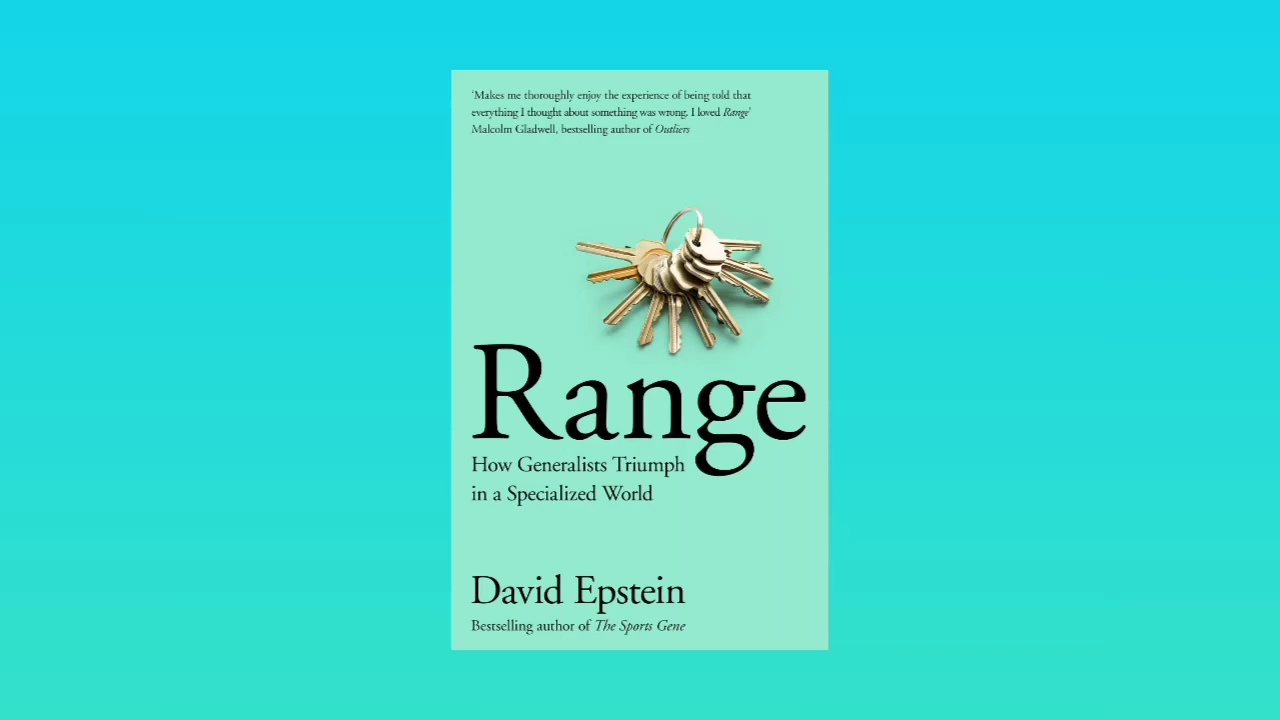 ‘Makes me thoroughly enjoy the experience of being told that
everything I thought about something was wrong. I loved Range’
Malcolm Gladwell, bestselling author of Outliers
Range
How Generalists Triumph
in a Specialized World
David Epstein
Bestselling author of The Sports Gene